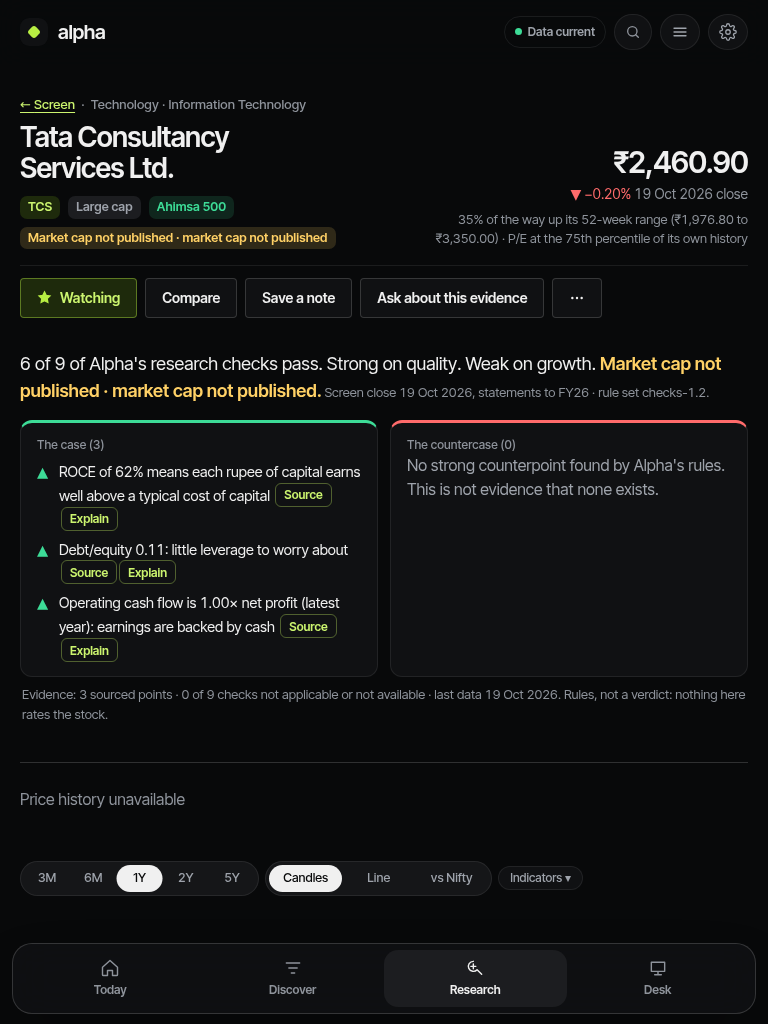 alpha
Data current
← Screen · Technology · Information Technology
Tata Consultancy
Services Ltd.
TCS Large cap Ahimsa 500
Market cap not published · market cap not published
₹2,460.90
▼ −0.20% 19 Oct 2026 close
35% of the way up its 52-week range (₹1,976.80 to
₹3,350.00) · P/E at the 75th percentile of its own history
★ Watching
Compare
Save a note
Ask about this evidence
···
6 of 9 of Alpha's research checks pass. Strong on quality. Weak on growth. Market cap not
published · market cap not published. Screen close 19 Oct 2026, statements to FY26 · rule set checks-1.2.
The case (3)
▲ ROCE of 62% means each rupee of capital earns
well above a typical cost of capital Source
Explain
▲ Debt/equity 0.11: little leverage to worry about
Source Explain
▲ Operating cash flow is 1.00× net profit (latest
year): earnings are backed by cash Source
Explain
The countercase (0)
No strong counterpoint found by Alpha's rules.
This is not evidence that none exists.
Evidence: 3 sourced points · 0 of 9 checks not applicable or not available · last data 19 Oct 2026. Rules, not a verdict: nothing here
rates the stock.
Price history unavailable
3M 6M 1Y 2Y 5Y
Candles Line vs Nifty
Indicators ▾
Today
Discover
Research
Desk